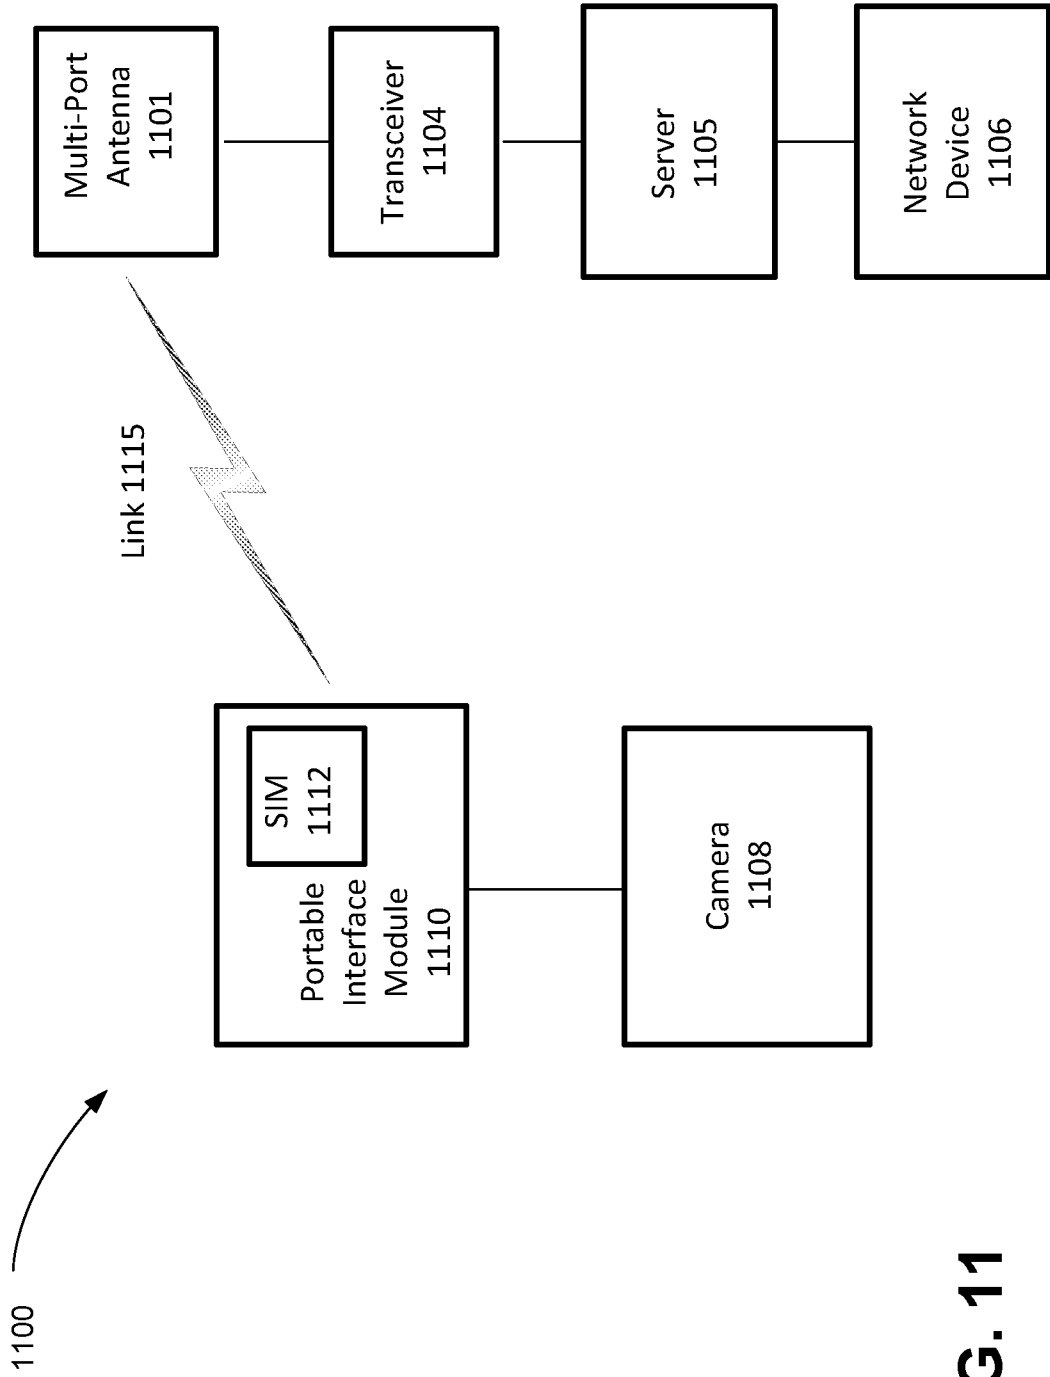 1100
Portable
Interface
Module
1110
SIM
1112
Camera
1108
Link 1115
Multi-Port
Antenna
1101
Transceiver
1104
Server
1105
Network
Device
1106
G. 11